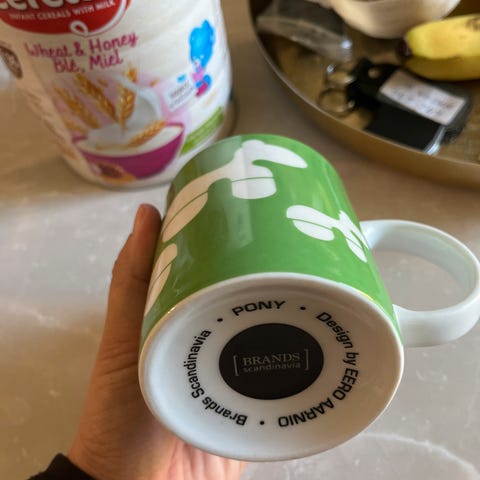 INFANT CEREALS WITH MILK
Wheat & Honey
Blé, Miel
• PONY •
Design by EERO AARNIO
•
Brands Scandinavia
•
[BRANDS]
scandinavia